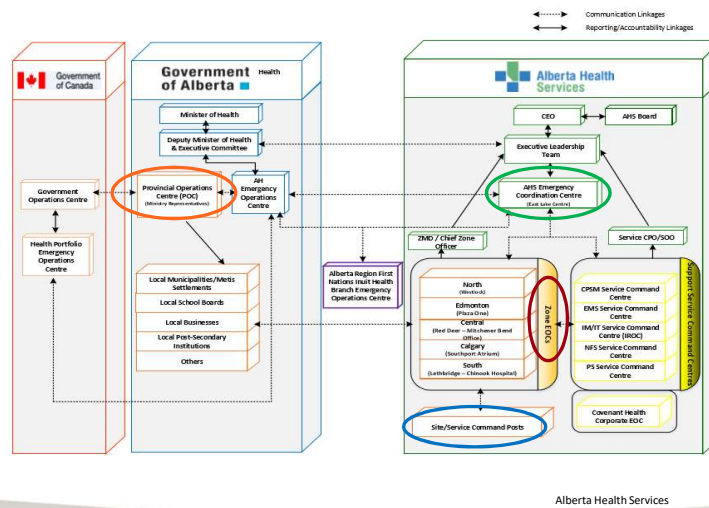 Communication Linkages
Reporting/Accountability Linkages
Government
of Canada
Government
of Alberta
Health
Alberta Health
Services
Minister of Health
Deputy Minister of Health
& Executive Committee
Provincial Operations
Centre (POC)
(Ministry Representatives)
AH
Emergency
Operations
Centre
Government
Operations Centre
Health Portfolio
Emergency
Operations
Centre
Local Municipalities/Metis
Settlements
Local School Boards
Local Businesses
Local Post-Secondary
Institutions
Others
Alberta Region First
Nations Inuit Health
Branch Emergency
Operations Centre
CEO
AHS Board
Executive Leadership
Team
AHS Emergency
Coordination Centre
(East Lake Centre)
ZMD / Chief Zone
Officer
Service CPO/SOO
North
(Westlock)
Edmonton
(Plaza One)
Central
(Red Deer – Mitchener Bend
Office)
Calgary
(Southport Atrium)
South
(Lethbridge – Chinook Hospital)
Zone EOCs
CPSM Service Command
Centre
EMS Service Command
Centre
IM/IT Service Command
Centre (IROC)
NFS Service Command
Centre
PS Service Command
Centre
Support Service Command Centres
Covenant Health
Corporate EOC
Site/Service Command Posts
Alberta Health Services